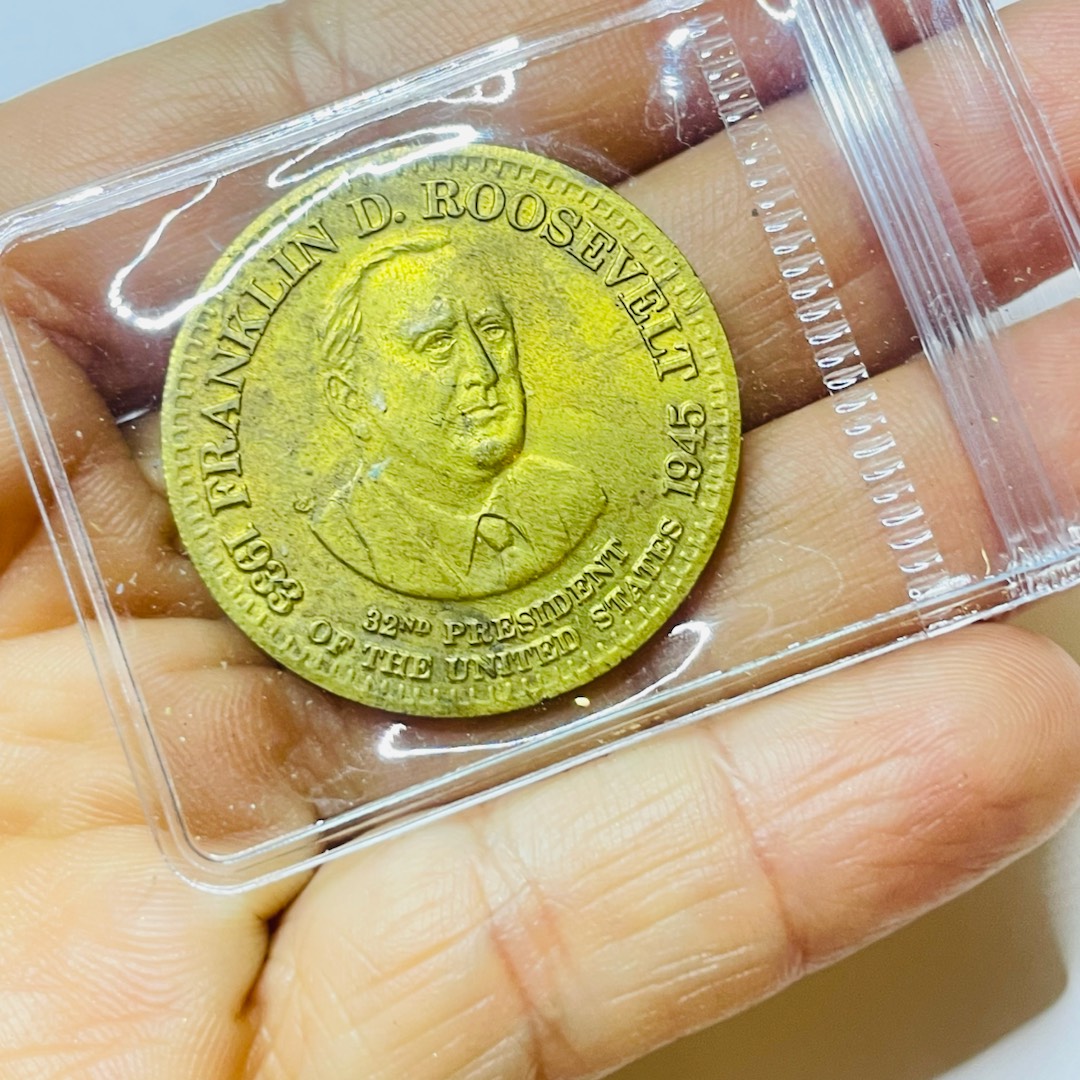 FRANKLIN D. ROOSEVELT
1933
1945
32ND PRESIDENT
OF THE UNITED STATES